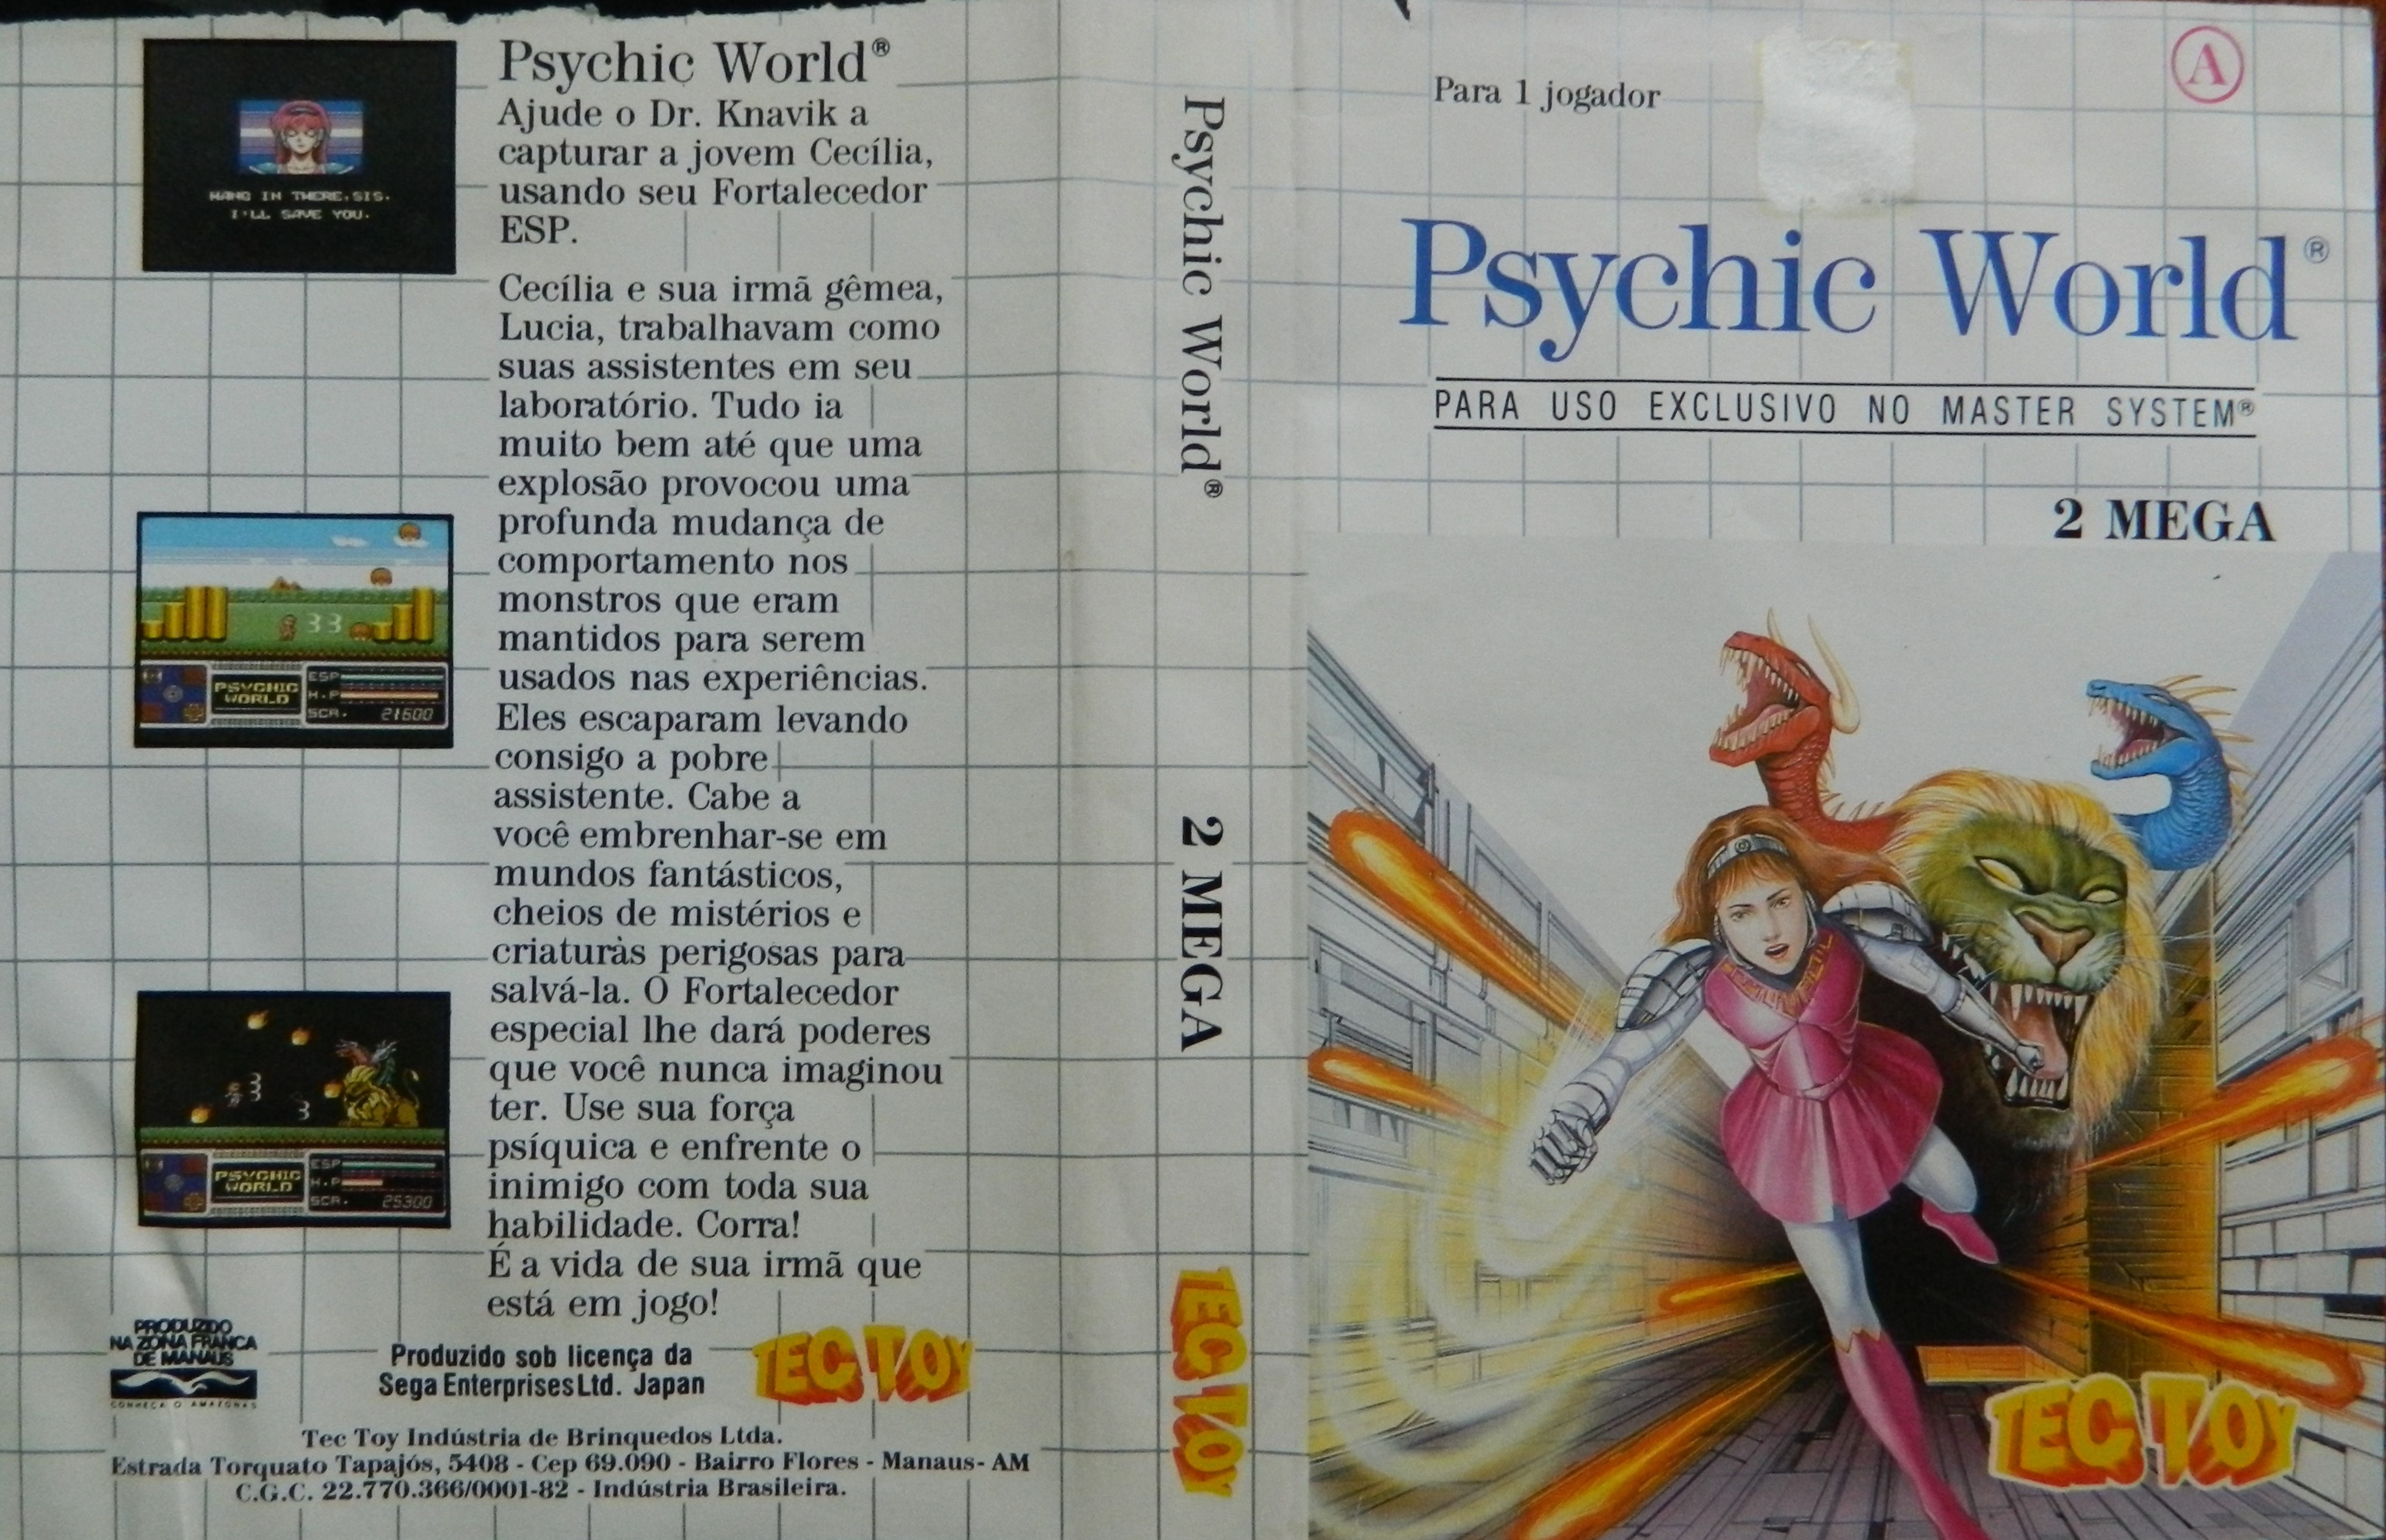 HANG IN THERE, SIS.
I'LL SAVE YOU.
PSYCHIC
WORLD
ESP
H.P
SCR. 21600
PSYCHIC
WORLD
ESP
H.P
SCR. 25300
Psychic World®
Ajude o Dr. Knavik a
capturar a jovem Cecília,
usando seu Fortalecedor
ESP.
Cecília e sua irmã gêmea,
Lucia, trabalhavam como
suas assistentes em seu
laboratório. Tudo ia
muito bem até que uma
explosão provocou uma
profunda mudança de
comportamento nos
monstros que eram
mantidos para serem
usados nas experiências.
Eles escaparam levando
consigo a pobre
assistente. Cabe a
você embrenhar-se em
mundos fantásticos,
cheios de mistérios e
criaturàs perigosas para
salvá-la. O Fortalecedor
especial lhe dará poderes
que você nunca imaginou
ter. Use sua força
psíquica e enfrente o
inimigo com toda sua
habilidade. Corra!
É a vida de sua irmã que
está em jogo!
PRODUZIDO
NA ZONA FRANCA
DE MANAUS
CONHEÇA O AMAZONAS
Produzido sob licença da
Sega Enterprises Ltd. Japan
TEC TOY
Tec Toy Indústria de Brinquedos Ltda.
Estrada Torquato Tapajós, 5408 - Cep 69.090 - Bairro Flores - Manaus- AM
C.G.C. 22.770.366/0001-82 - Indústria Brasileira.
Psychic World®
2 MEGA
TEC TOY
Para 1 jogador
A
Psychic World®
PARA USO EXCLUSIVO NO MASTER SYSTEM®
2 MEGA
TEC TOY